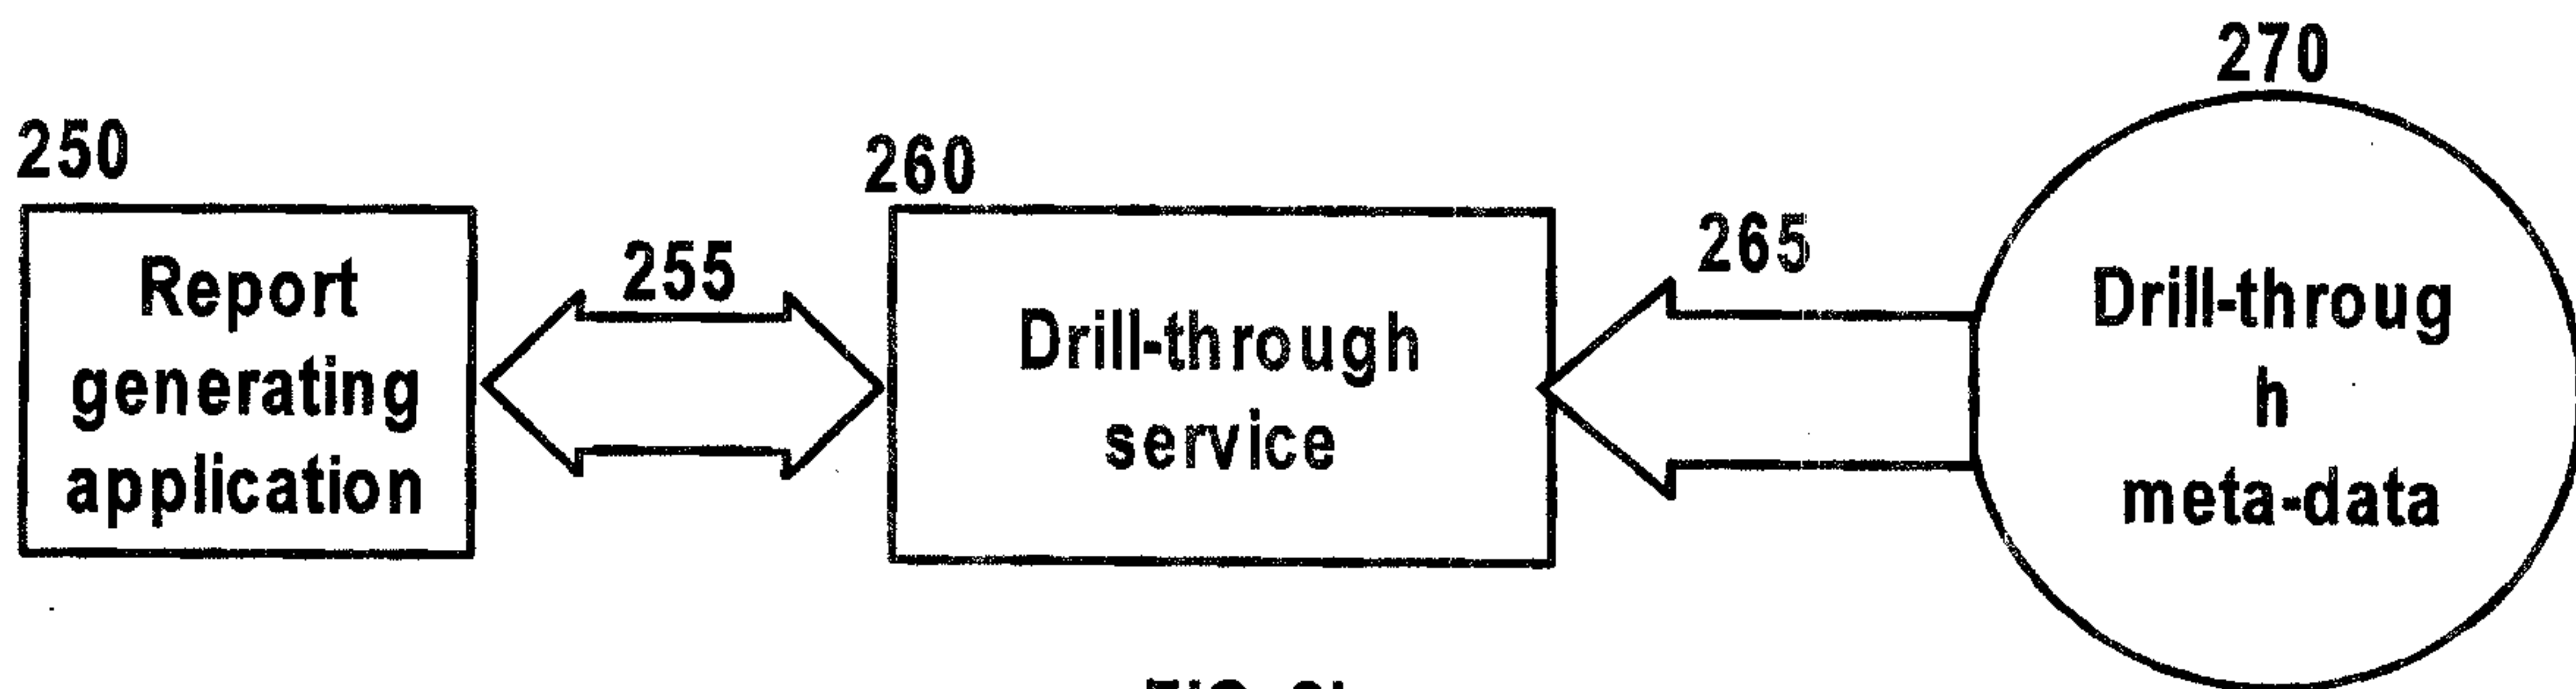 270
250
260
265
255
Report
generating
application
Drill-through
service
Drill-throug
h
meta-data